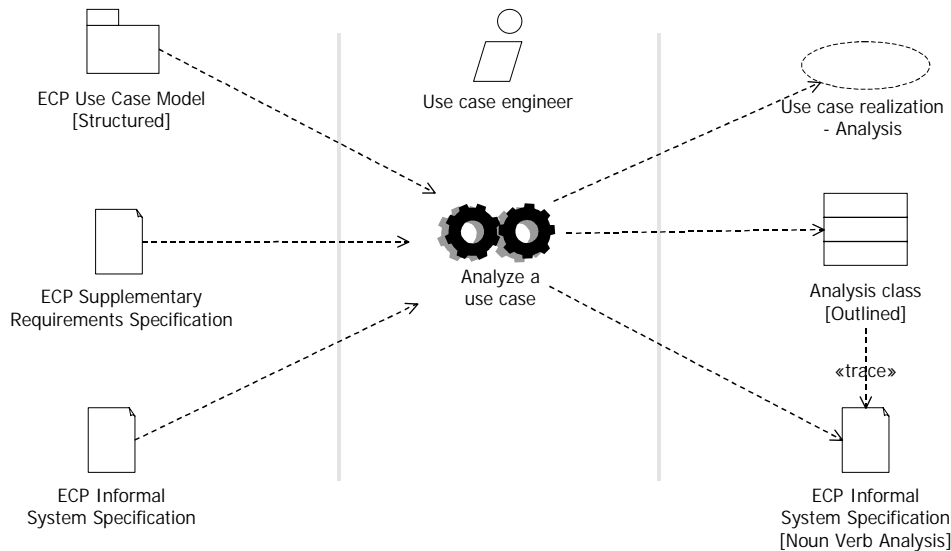 ECP Use Case Model
[Structured]
Use case engineer
Use case realization
- Analysis
ECP Supplementary
Requirements Specification
Analyze a
use case
Analysis class
[Outlined]
«trace»
ECP Informal
System Specification
ECP Informal
System Specification
[Noun Verb Analysis]